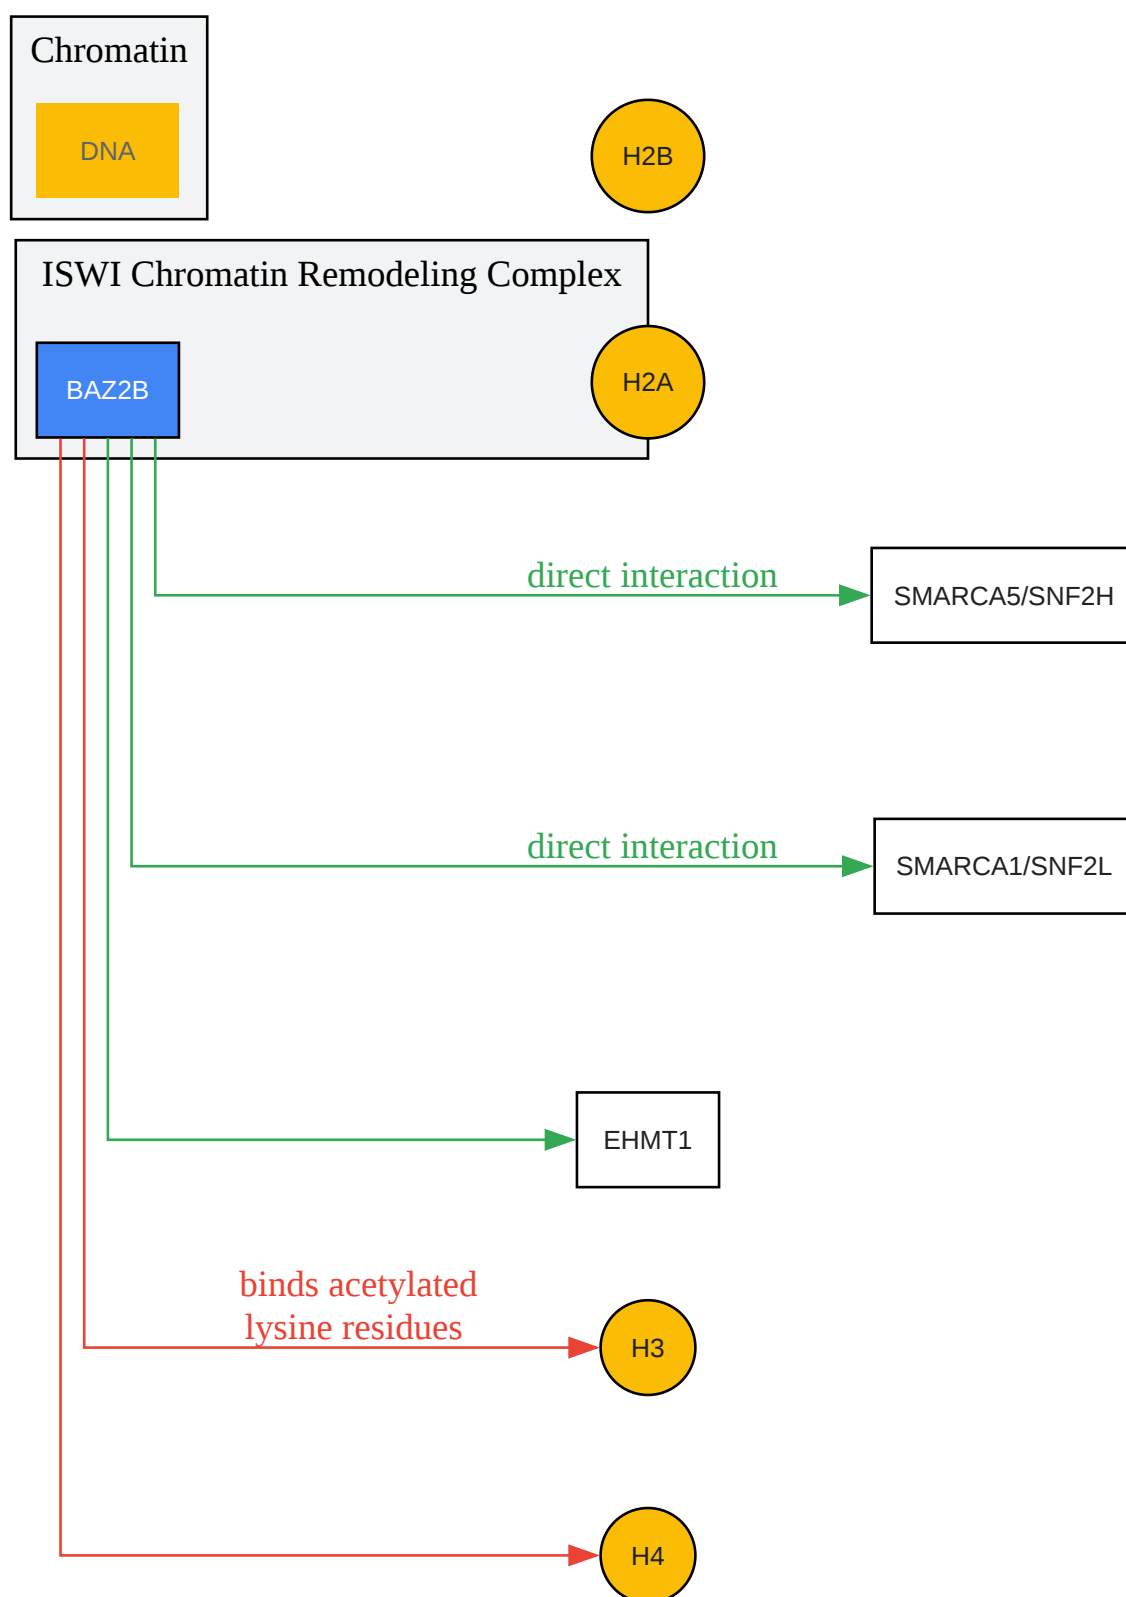 Chromatin
DNA
H2B
ISWI Chromatin Remodeling Complex
BAZ2B
H2A
direct interaction
SMARCA5/SNF2H
direct interaction
SMARCA1/SNF2L
EHMT1
binds acetylated
lysine residues
H3
H4